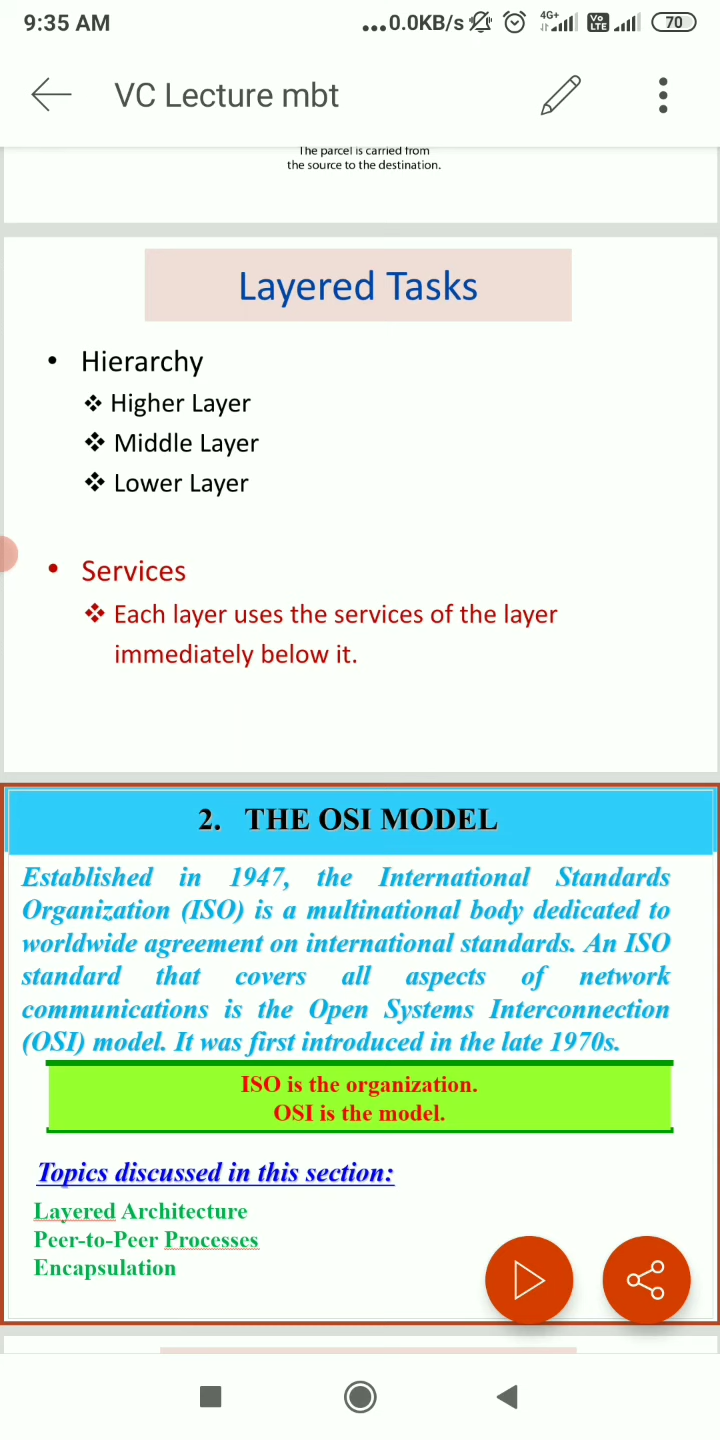 9:35 AM
...0.0KB/s 4G+ Vo LTE 70
VC Lecture mbt
The parcel is carried from
the source to the destination.
Layered Tasks
• Hierarchy
❖ Higher Layer
❖ Middle Layer
❖ Lower Layer
• Services
❖ Each layer uses the services of the layer
immediately below it.
2. THE OSI MODEL
Established in 1947, the International Standards
Organization (ISO) is a multinational body dedicated to
worldwide agreement on international standards. An ISO
standard that covers all aspects of network
communications is the Open Systems Interconnection
(OSI) model. It was first introduced in the late 1970s.
ISO is the organization.
OSI is the model.
Topics discussed in this section:
Layered Architecture
Peer-to-Peer Processes
Encapsulation